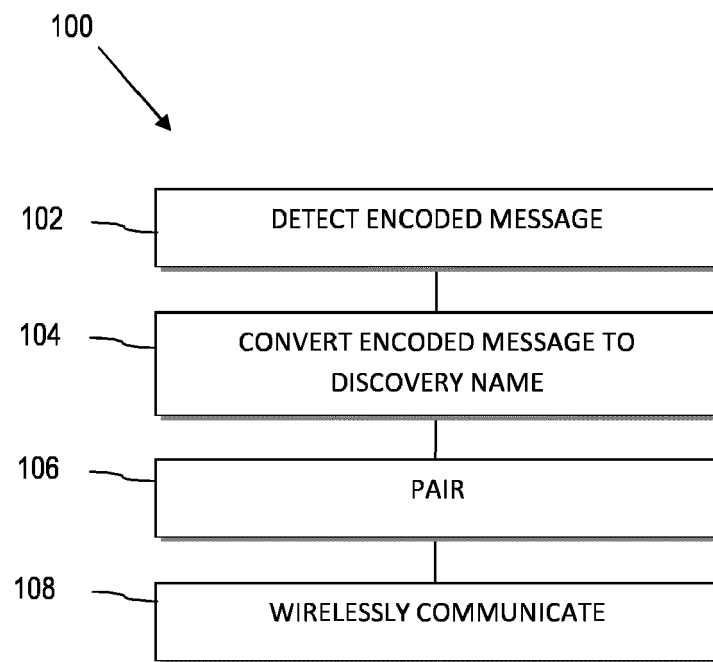 100
102
DETECT ENCODED MESSAGE
104
CONVERT ENCODED MESSAGE TO
DISCOVERY NAME
106
PAIR
108
WIRELESSLY COMMUNICATE